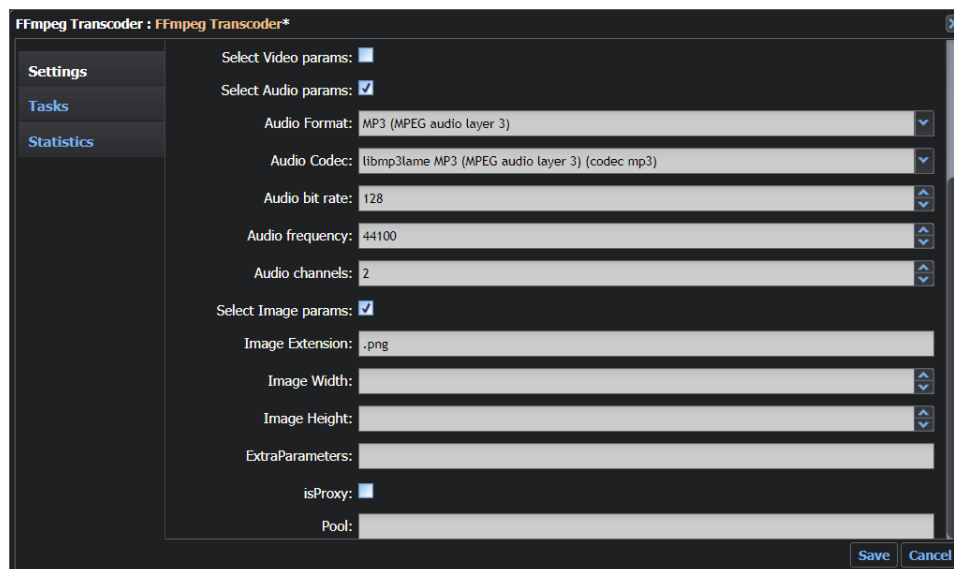 FFmpeg Transcoder : FFmpeg Transcoder*
Settings
Tasks
Statistics
Select Video params:
Select Audio params:
Audio Format: MP3 (MPEG audio layer 3)
Audio Codec: libmp3lame MP3 (MPEG audio layer 3) (codec mp3)
Audio bit rate: 128
Audio frequency: 44100
Audio channels: 2
Select Image params:
Image Extension: .png
Image Width:
Image Height:
ExtraParameters:
isProxy:
Pool:
Save Cancel